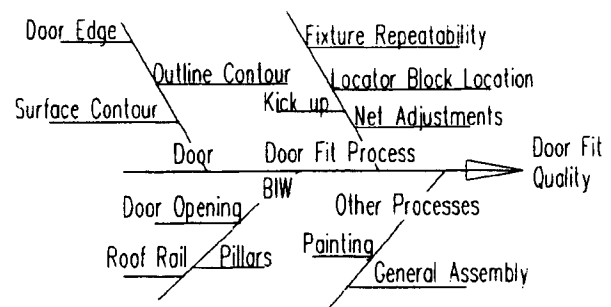 Door Edge
Fixture Repeatability
Outline Contour
Locator Block Location
Surface Contour
Kick up
Net Adjustments
Door
Door Fit Process
Door Fit
Quality
BIW
Door Opening
Other Processes
Roof Rail
Pillars
Painting
General Assembly